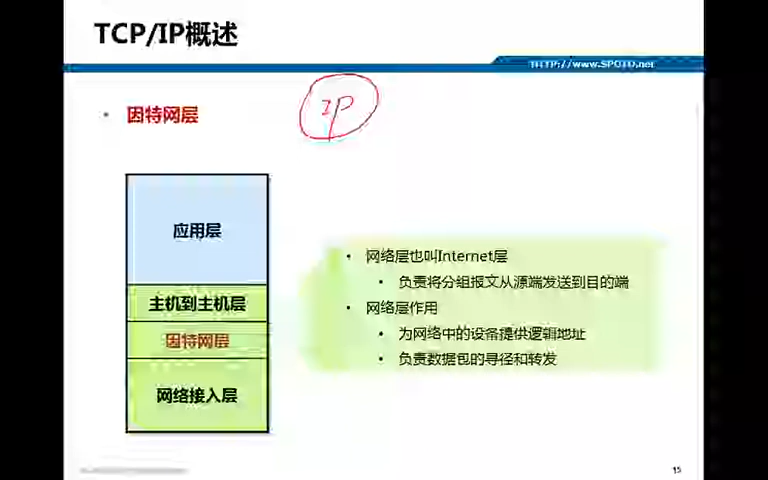 TCP/IP概述
HTTP://www.SPOTO.net
• 因特网层
IP
应用层
主机到主机层
因特网层
网络接入层
• 网络层也叫Internet层
• 负责将分组报文从源端发送到目的端
• 网络层作用
• 为网络中的设备提供逻辑地址
• 负责数据包的寻径和转发
15